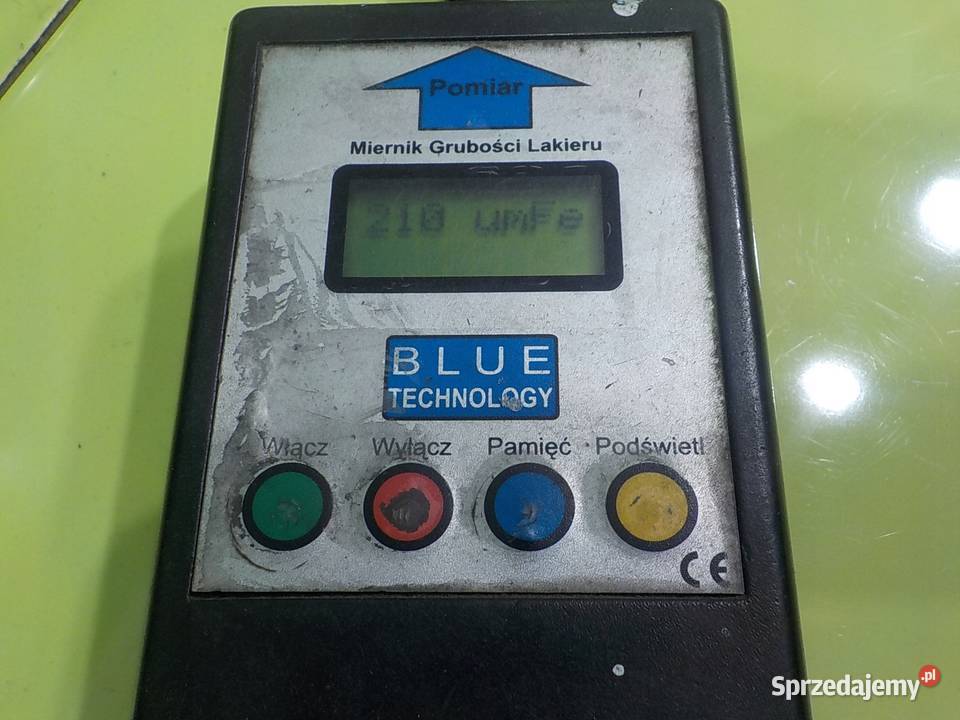 Pomiar
Miernik Grubości Lakieru
210 umFe
BLUE
TECHNOLOGY
Włącz Wyłącz Pamięć Podświetl
CE
Sprzedajemy.pl